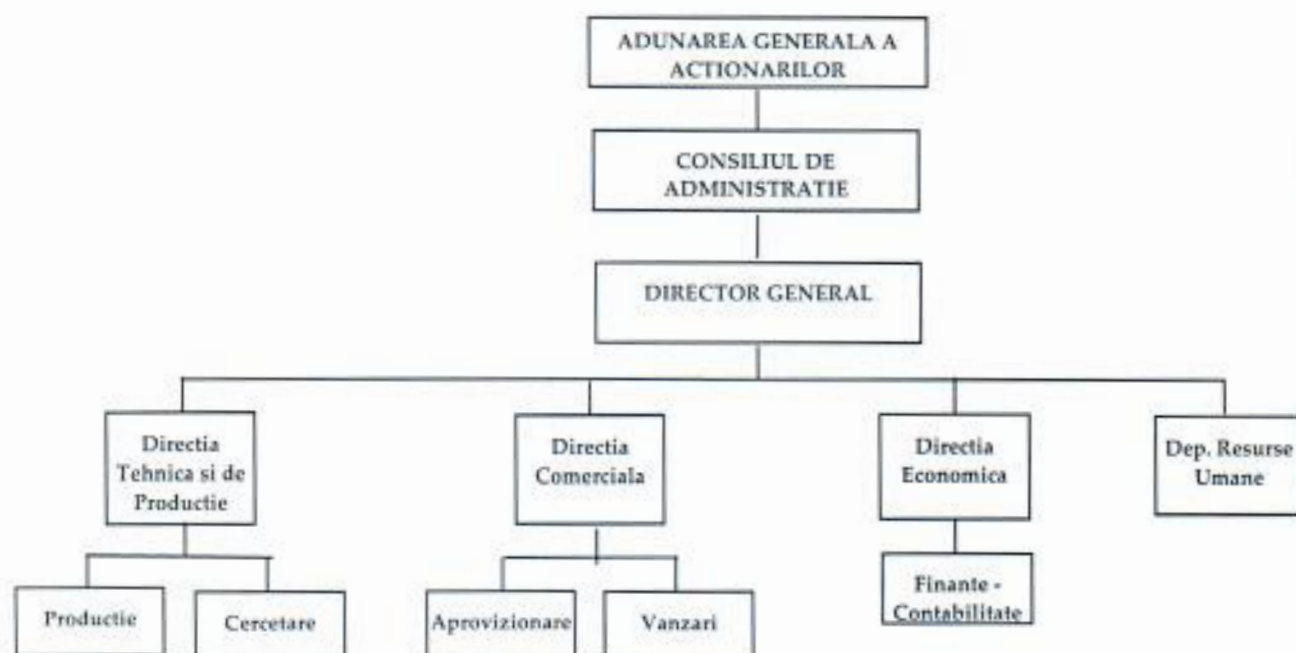 ADUNAREA GENERALA A
ACTIONARILOR
CONSILIUL DE
ADMINISTRATIE
DIRECTOR GENERAL
Directia
Tehnica si de
Productie
Directia
Comerciala
Directia
Economica
Dep. Resurse
Umane
Productie
Cercetare
Aprovizionare
Vanzari
Finante -
Contabilitate